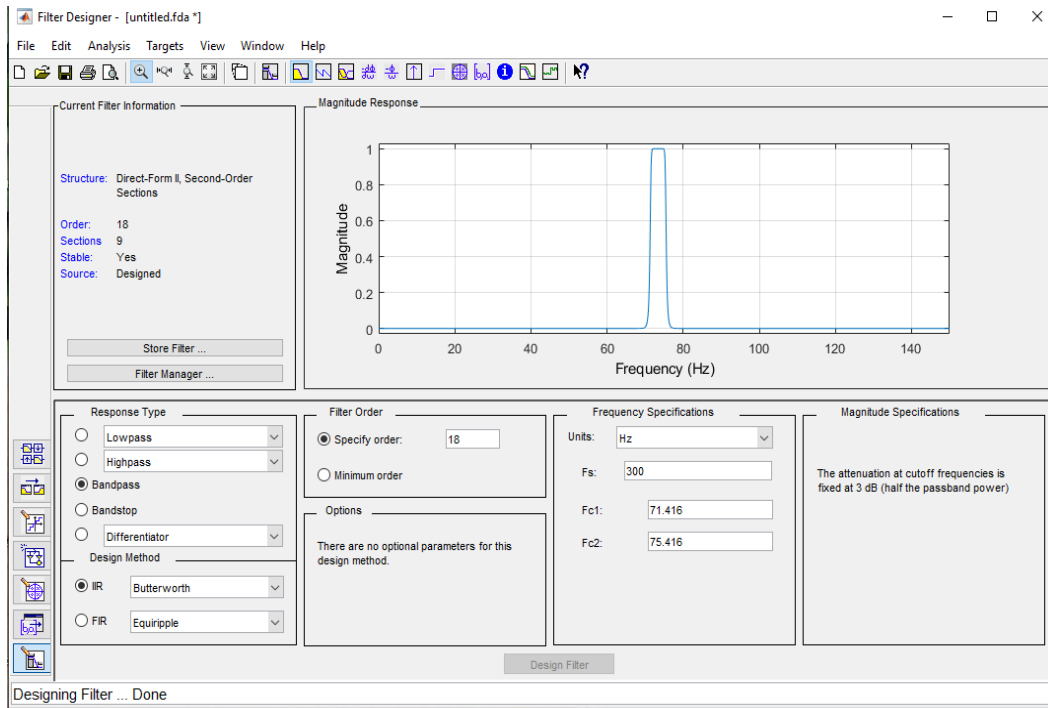 Filter Designer - [untitled.fda *]
File Edit Analysis Targets View Window Help
Current Filter Information
Structure: Direct-Form II, Second-Order
Sections
Order: 18
Sections 9
Stable: Yes
Source: Designed
Store Filter ...
Filter Manager ...
Magnitude Response
1
0.8
0.6
0.4
0.2
0
Magnitude
0 20 40 60 80 100 120 140
Frequency (Hz)
Response Type
Lowpass
Highpass
Bandpass
Bandstop
Differentiator
Design Method
IIR Butterworth
FIR Equiripple
Filter Order
Specify order: 18
Minimum order
Options
There are no optional parameters for this
design method.
Frequency Specifications
Units: Hz
Fs: 300
Fc1: 71.416
Fc2: 75.416
Magnitude Specifications
The attenuation at cutoff frequencies is
fixed at 3 dB (half the passband power)
Design Filter
Designing Filter ... Done